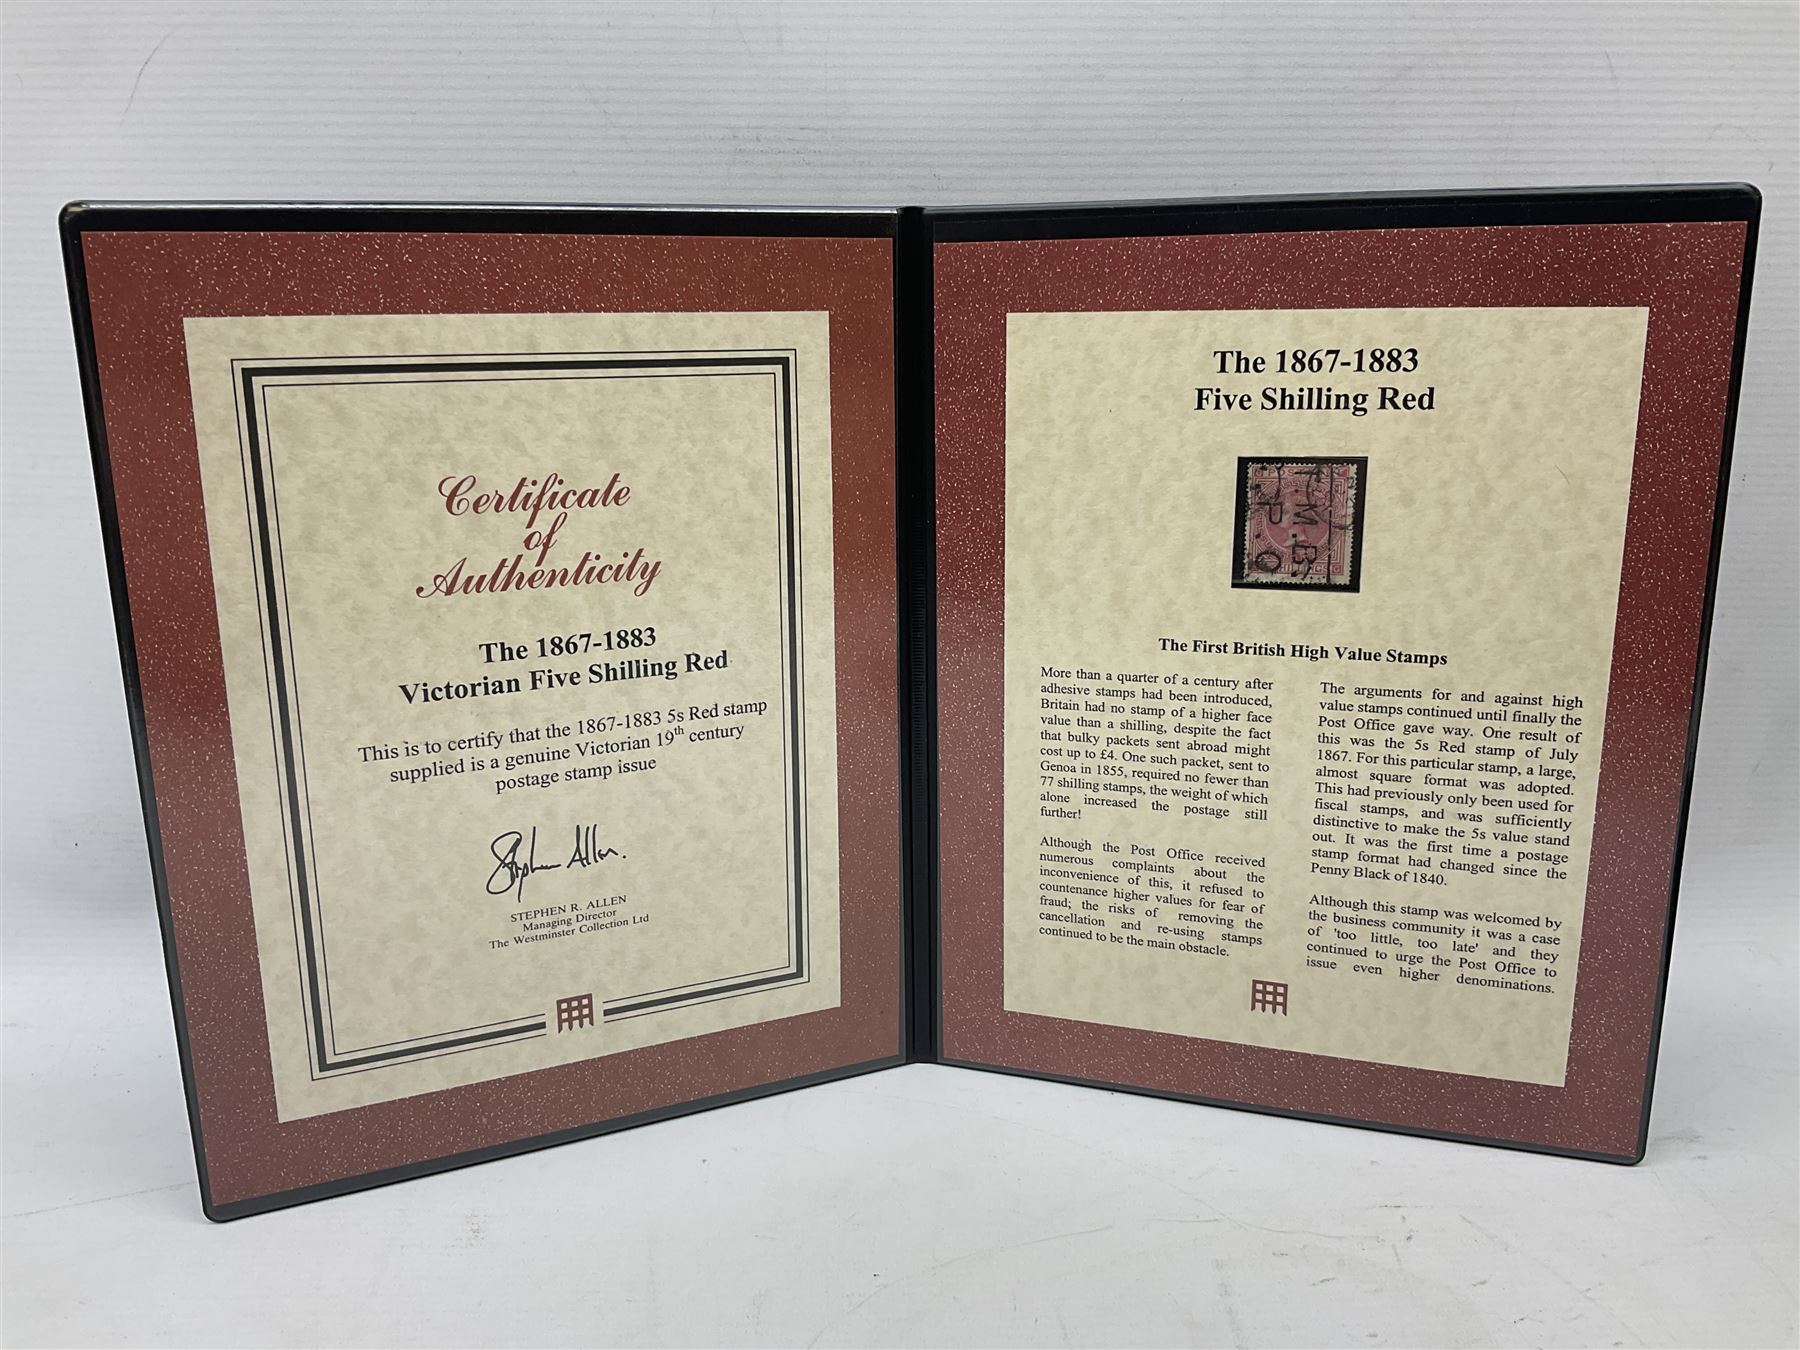 Certificate
of
Authenticity
The 1867-1883
Victorian Five Shilling Red
This is to certify that the 1867-1883 5s Red stamp
supplied is a genuine Victorian 19th century
postage stamp issue
Stephen Allen.
STEPHEN R. ALLEN
Managing Director
The Westminster Collection Ltd
The 1867-1883
Five Shilling Red
The First British High Value Stamps
More than a quarter of a century after
adhesive stamps had been introduced,
Britain had no stamp of a higher face
value than a shilling, despite the fact
that bulky packets sent abroad might
cost up to £4. One such packet, sent to
Genoa in 1855, required no fewer than
77 shilling stamps, the weight of which
alone increased the postage still
further!
Although the Post Office received
numerous complaints about the
inconvenience of this, it refused to
countenance higher values for fear of
fraud; the risks of removing the
cancellation and re-using stamps
continued to be the main obstacle.
The arguments for and against high
value stamps continued until finally the
Post Office gave way. One result of
this was the 5s Red stamp of July
1867. For this particular stamp, a large,
almost square format was adopted.
This had previously only been used for
fiscal stamps, and was sufficiently
distinctive to make the 5s value stand
out. It was the first time a postage
stamp format had changed since the
Penny Black of 1840.
Although this stamp was welcomed by
the business community it was a case
of 'too little, too late' and they
continued to urge the Post Office to
issue even higher denominations.